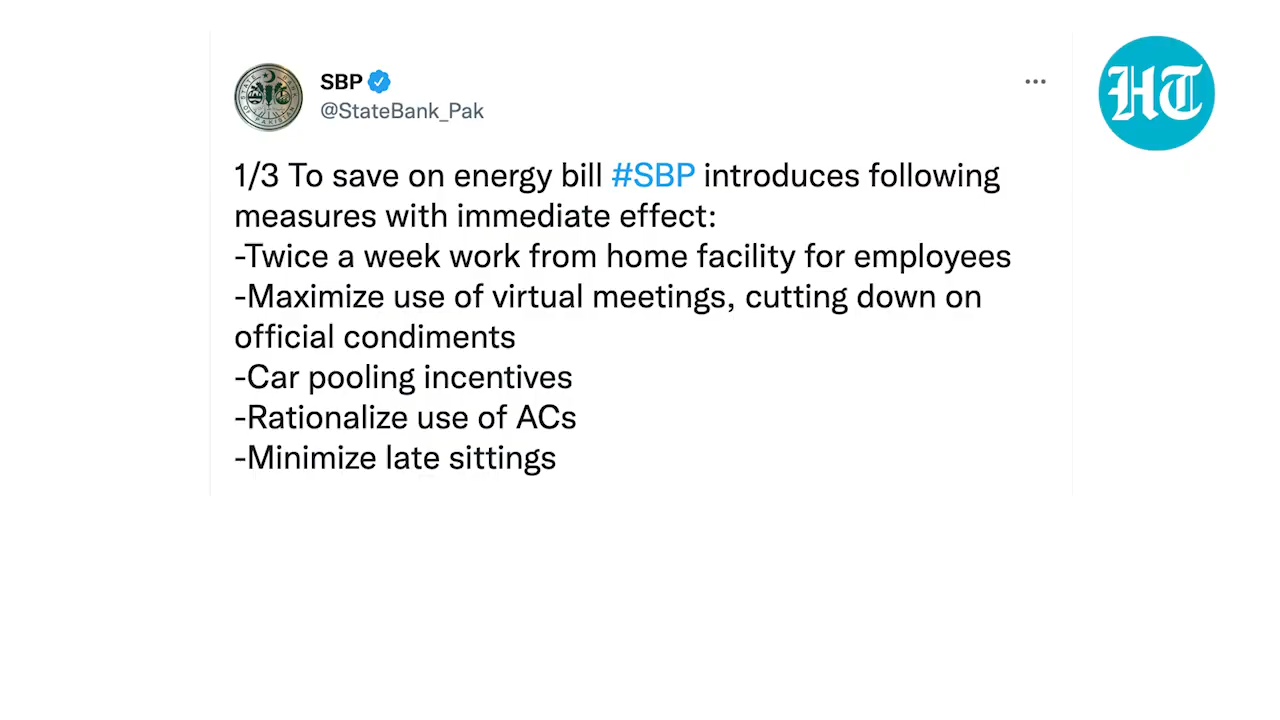 SBP
@StateBank_Pak
HT
1/3 To save on energy bill #SBP introduces following
measures with immediate effect:
-Twice a week work from home facility for employees
-Maximize use of virtual meetings, cutting down on
official condiments
-Car pooling incentives
-Rationalize use of ACs
-Minimize late sittings